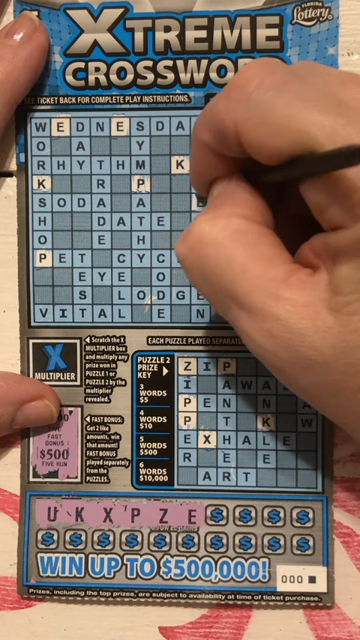 FLORIDA
Lottery
XTREME
CROSSWORD
SEE TICKET BACK FOR COMPLETE PLAY INSTRUCTIONS.
WEDNESDA
RHYTHM K
SODA
DATE
PET CYC
EYE
LODGE
VITAL
EACH PUZZLE PLAYED SEPARATE
X
MULTIPLIER
Scratch the X
MULTIPLIER box
and multiply any
prize won in
PUZZLE 1 or
PUZZLE 2 by the
multiplier
revealed.
FAST
BONUS
$500
FIVE HUN
FAST BONUS:
Get 2 like
amounts, win
that amount!
FAST BONUS
played separately
from the
PUZZLES.
PUZZLE 2
PRIZE
KEY
3
WORDS
$5
4
WORDS
$10
5
WORDS
$500
6
WORDS
$10,000
ZIP
AWA
PEN
EXHALE
ART
U K X P Z E
WIN UP TO $500,000!
000
Prizes, including the top prizes, are subject to availability at time of ticket purchase.